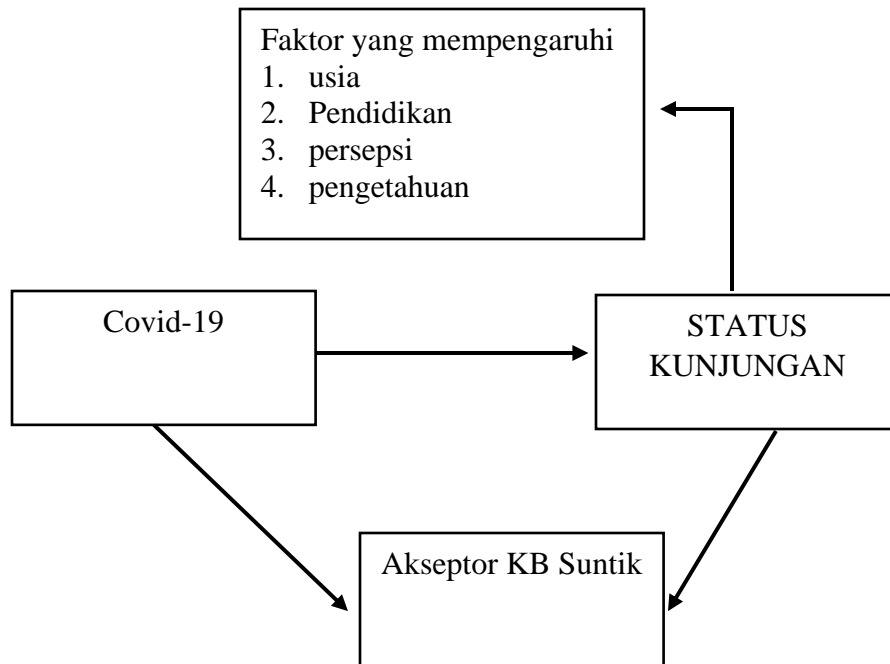 Faktor yang mempengaruhi
1. usia
2. Pendidikan
3. persepsi
4. pengetahuan
Covid-19
STATUS
KUNJUNGAN
Akseptor KB Suntik